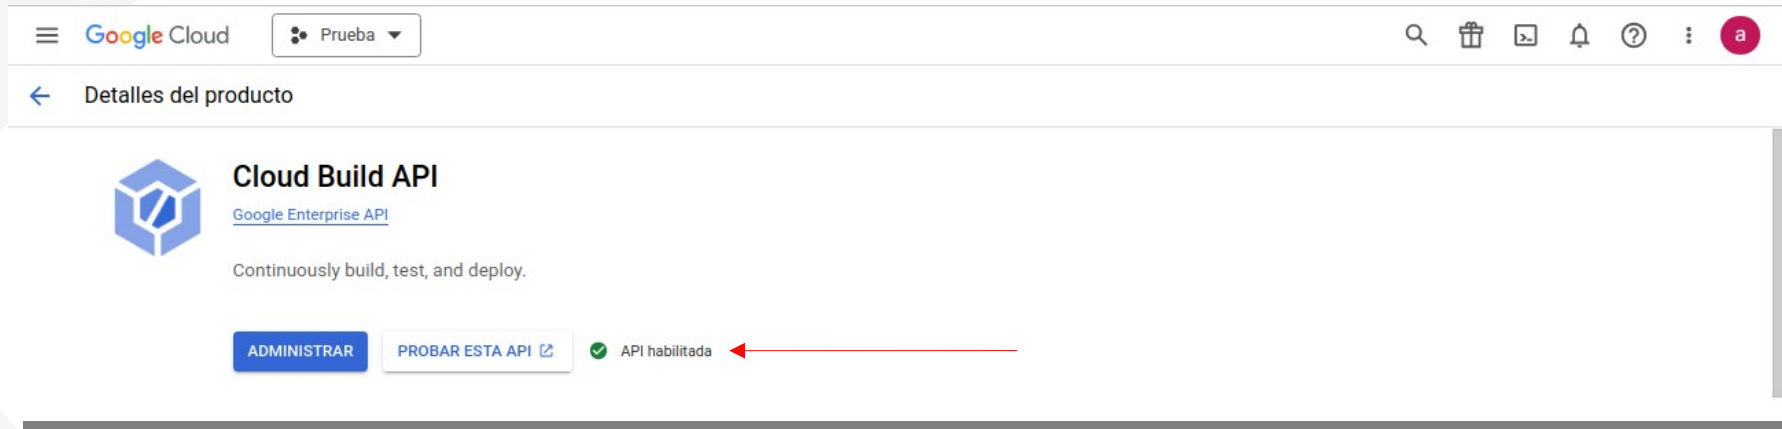 Google Cloud
Prueba
a
Detalles del producto
Cloud Build API
Google Enterprise API
Continuously build, test, and deploy.
ADMINISTRAR
PROBAR ESTA API
API habilitada